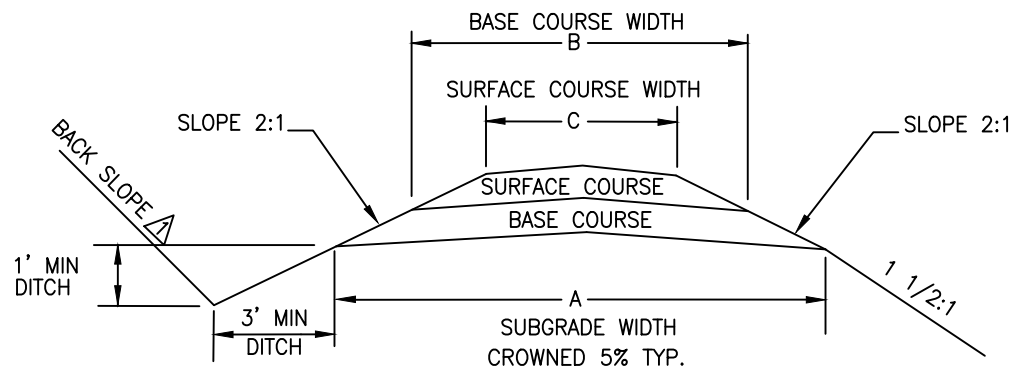 BASE COURSE WIDTH
B
SURFACE COURSE WIDTH
SLOPE 2:1
C
SLOPE 2:1
BACK SLOPE 1
SURFACE COURSE
BASE COURSE
1' MIN
DITCH
1 1/2:1
3' MIN
DITCH
A
SUBGRADE WIDTH
CROWNED 5% TYP.